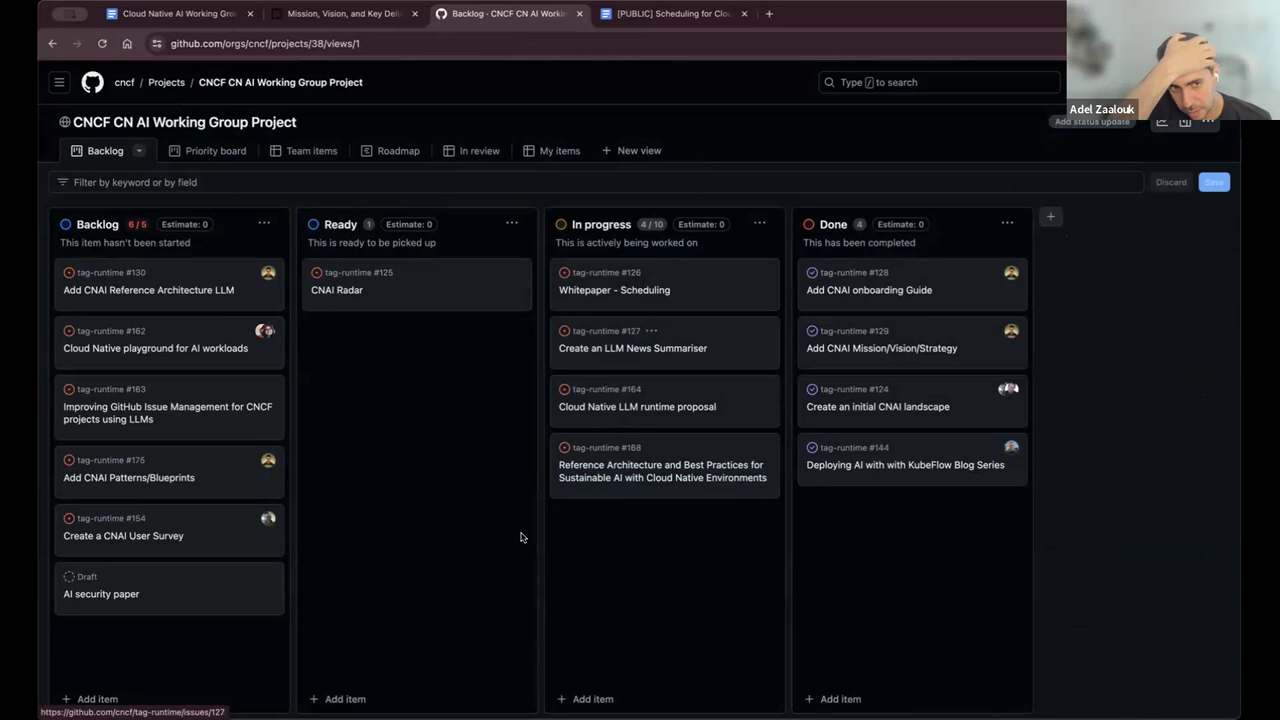 Cloud Native AI Working Gro
Mission, Vision, and Key Deli
Backlog · CNCF CN AI Workin
[PUBLIC] Scheduling for Clo
github.com/orgs/cncf/projects/38/views/1
cncf / Projects / CNCF CN AI Working Group Project
Type / to search
Adel Zaalouk
CNCF CN AI Working Group Project
Add status update
Backlog
Priority board
Team items
Roadmap
In review
My items
New view
Filter by keyword or by field
Discard
Save
Backlog 6 / 5 Estimate: 0
This item hasn't been started
tag-runtime #130
Add CNAI Reference Architecture LLM
tag-runtime #162
Cloud Native playground for AI workloads
tag-runtime #163
Improving GitHub Issue Management for CNCF
projects using LLMs
tag-runtime #175
Add CNAI Patterns/Blueprints
tag-runtime #154
Create a CNAI User Survey
Draft
AI security paper
Add item
Ready 1 Estimate: 0
This is ready to be picked up
tag-runtime #125
CNAI Radar
Add item
In progress 4 / 10 Estimate: 0
This is actively being worked on
tag-runtime #126
Whitepaper - Scheduling
tag-runtime #127
Create an LLM News Summariser
tag-runtime #164
Cloud Native LLM runtime proposal
tag-runtime #168
Reference Architecture and Best Practices for
Sustainable AI with Cloud Native Environments
Add item
Done 4 Estimate: 0
This has been completed
tag-runtime #128
Add CNAI onboarding Guide
tag-runtime #129
Add CNAI Mission/Vision/Strategy
tag-runtime #124
Create an initial CNAI landscape
tag-runtime #144
Deploying AI with with KubeFlow Blog Series
Add item
https://github.com/cncf/tag-runtime/issues/127